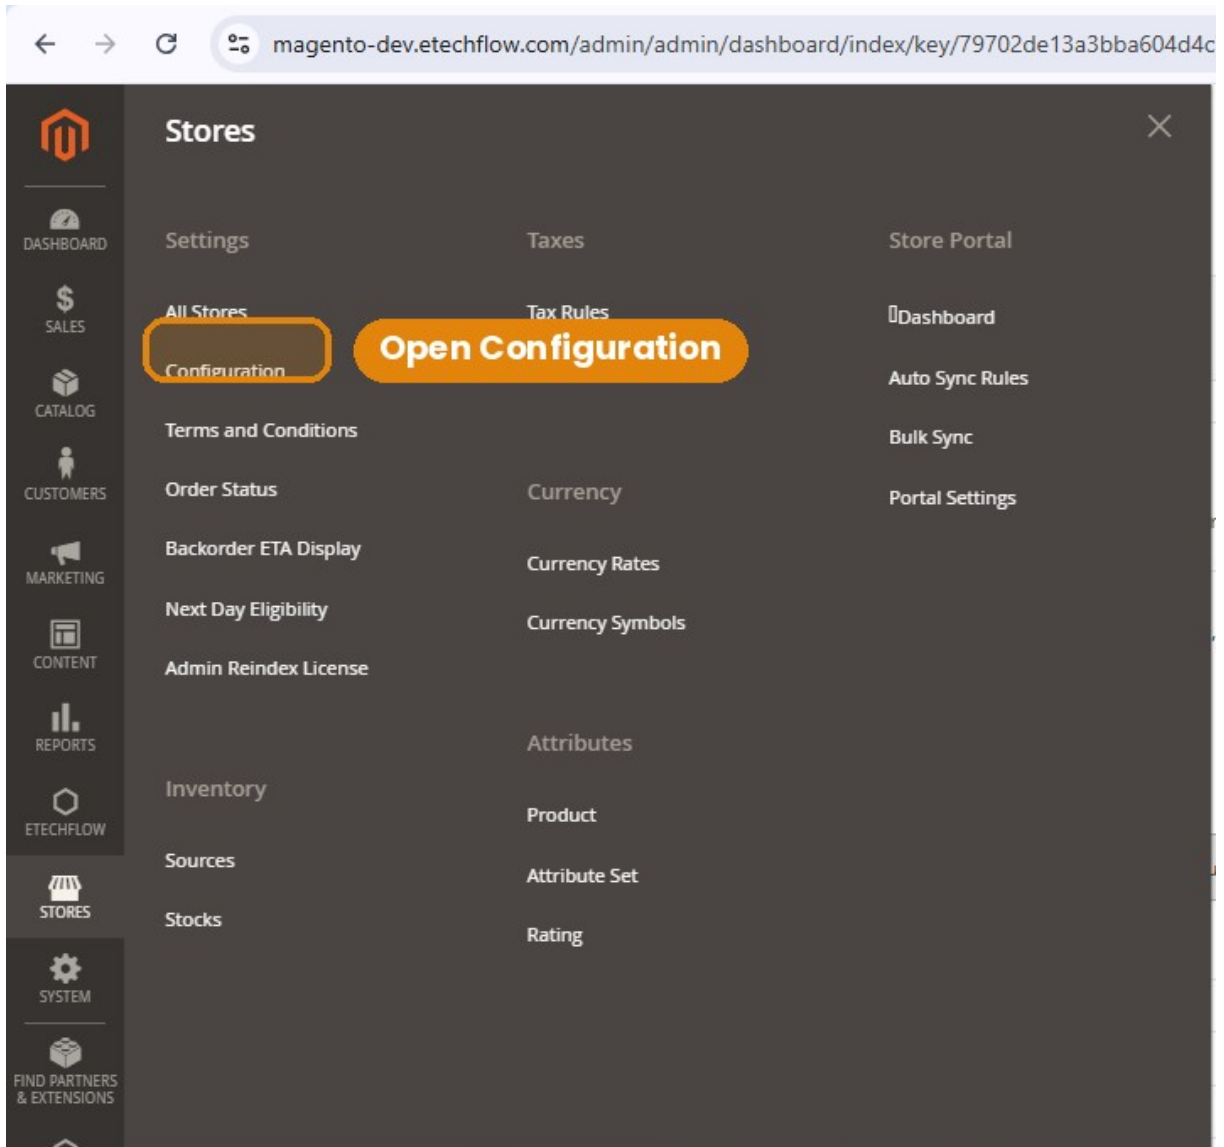 magento-dev.etechflow.com/admin/admin/dashboard/index/key/79702de13a3bba604d4c
Stores
DASHBOARD
SALES
CATALOG
CUSTOMERS
MARKETING
CONTENT
REPORTS
ETECHFLOW
STORES
SYSTEM
FIND PARTNERS
& EXTENSIONS
Settings
All Stores
Configuration
Open Configuration
Terms and Conditions
Order Status
Backorder ETA Display
Next Day Eligibility
Admin Reindex License
Inventory
Sources
Stocks
Taxes
Tax Rules
Currency
Currency Rates
Currency Symbols
Attributes
Product
Attribute Set
Rating
Store Portal
Dashboard
Auto Sync Rules
Bulk Sync
Portal Settings